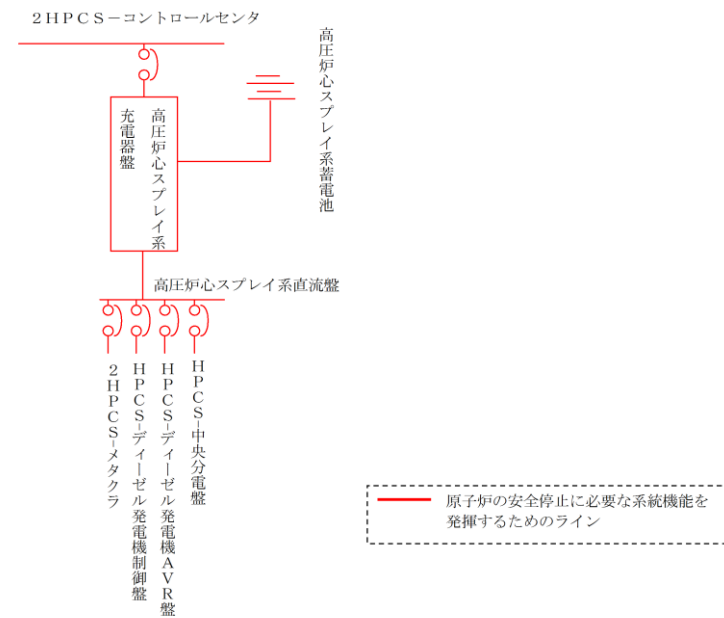 2HPCS－コントロールセンタ
高圧炉心スプレイ系蓄電池
高圧炉心スプレイ系
充電器盤
高圧炉心スプレイ系直流盤
2HPCS-メタクラ
HPCS-ディーゼル発電機制御盤
HPCS-ディーゼル発電機AVR盤
HPCS-中央分電盤
原子炉の安全停止に必要な系統機能を
発揮するためのライン